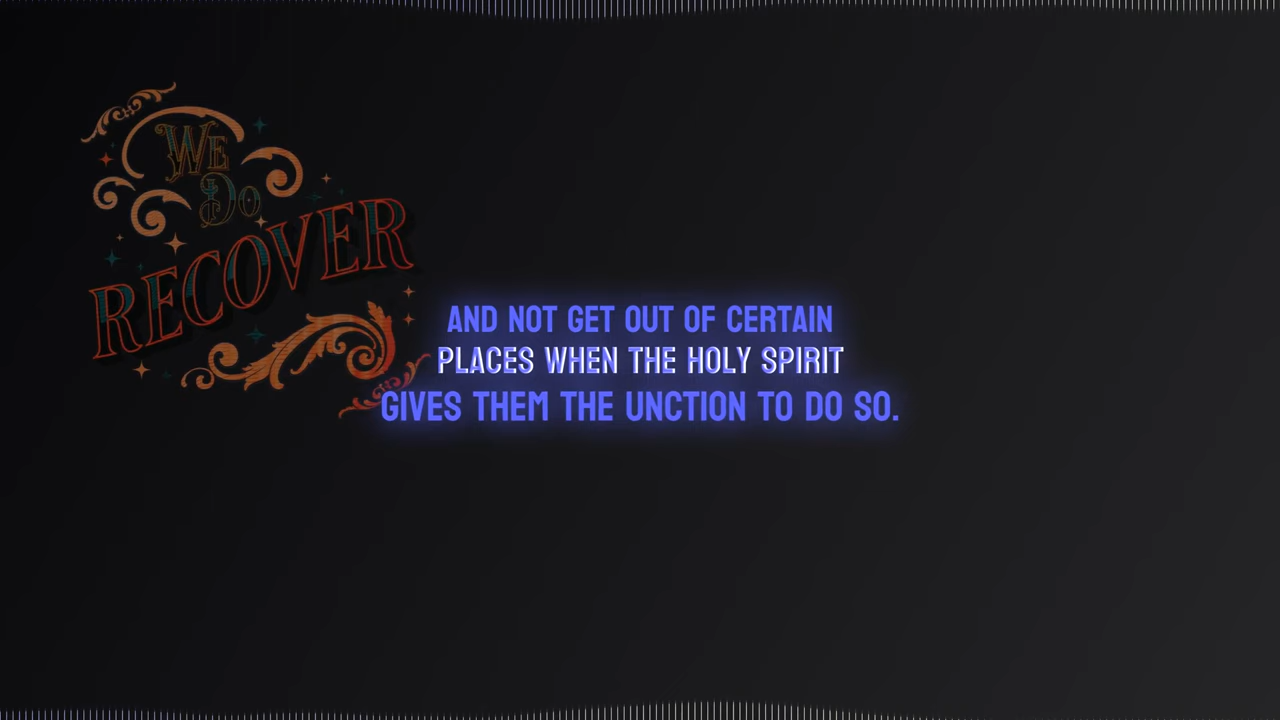 We
Do
RECOVER
AND NOT GET OUT OF CERTAIN
PLACES WHEN THE HOLY SPIRIT
GIVES THEM THE UNCTION TO DO SO.